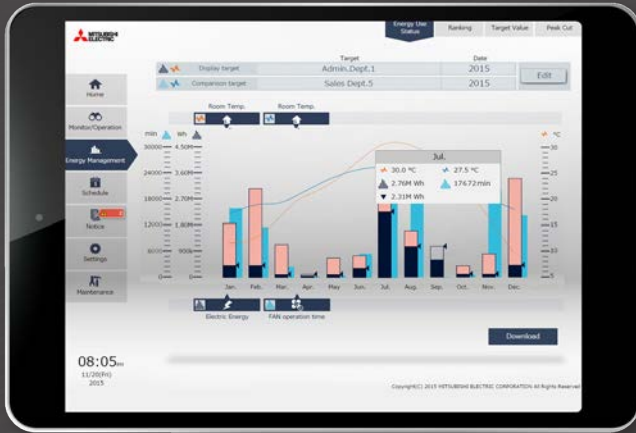 MITSUBISHI
ELECTRIC
Energy Use
Status
Ranking
Target Value
Peak Cut
Target
Date
Display target
Admin.Dept.1
2015
Comparison target
Sales Dept.5
2015
Edit
Home
Monitor/Operation
Energy Management
Schedule
Notice
Settings
Maintenance
Room Temp.
Room Temp.
min
Wh
°C
30000
4.50M
30
24000
3.60M
25
18000
2.70M
20
12000
1.80M
15
6000
10
0
0
5
Jul.
30.0 °C
27.5 °C
2.76M Wh
17672min
2.31M Wh
Jan.
Feb.
Mar.
Apr.
May
Jun.
Jul.
Aug.
Sep.
Oct.
Nov.
Dec.
Electric Energy
FAN operation time
Download
08:05
11/20(Fri)
2015
Copyright(C) 2015 MITSUBISHI ELECTRIC CORPORATION All Rights Reserved